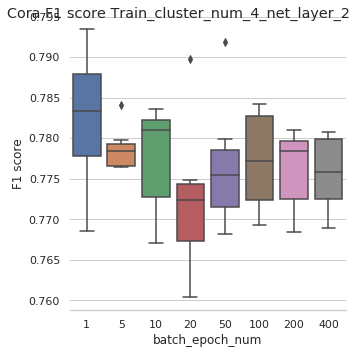 Cora F1 score Train_cluster_num_4_net_layer_2
0.795
0.790
0.785
0.780
0.775
0.770
0.765
0.760
F1 score
1 5 10 20 50 100 200 400
batch_epoch_num